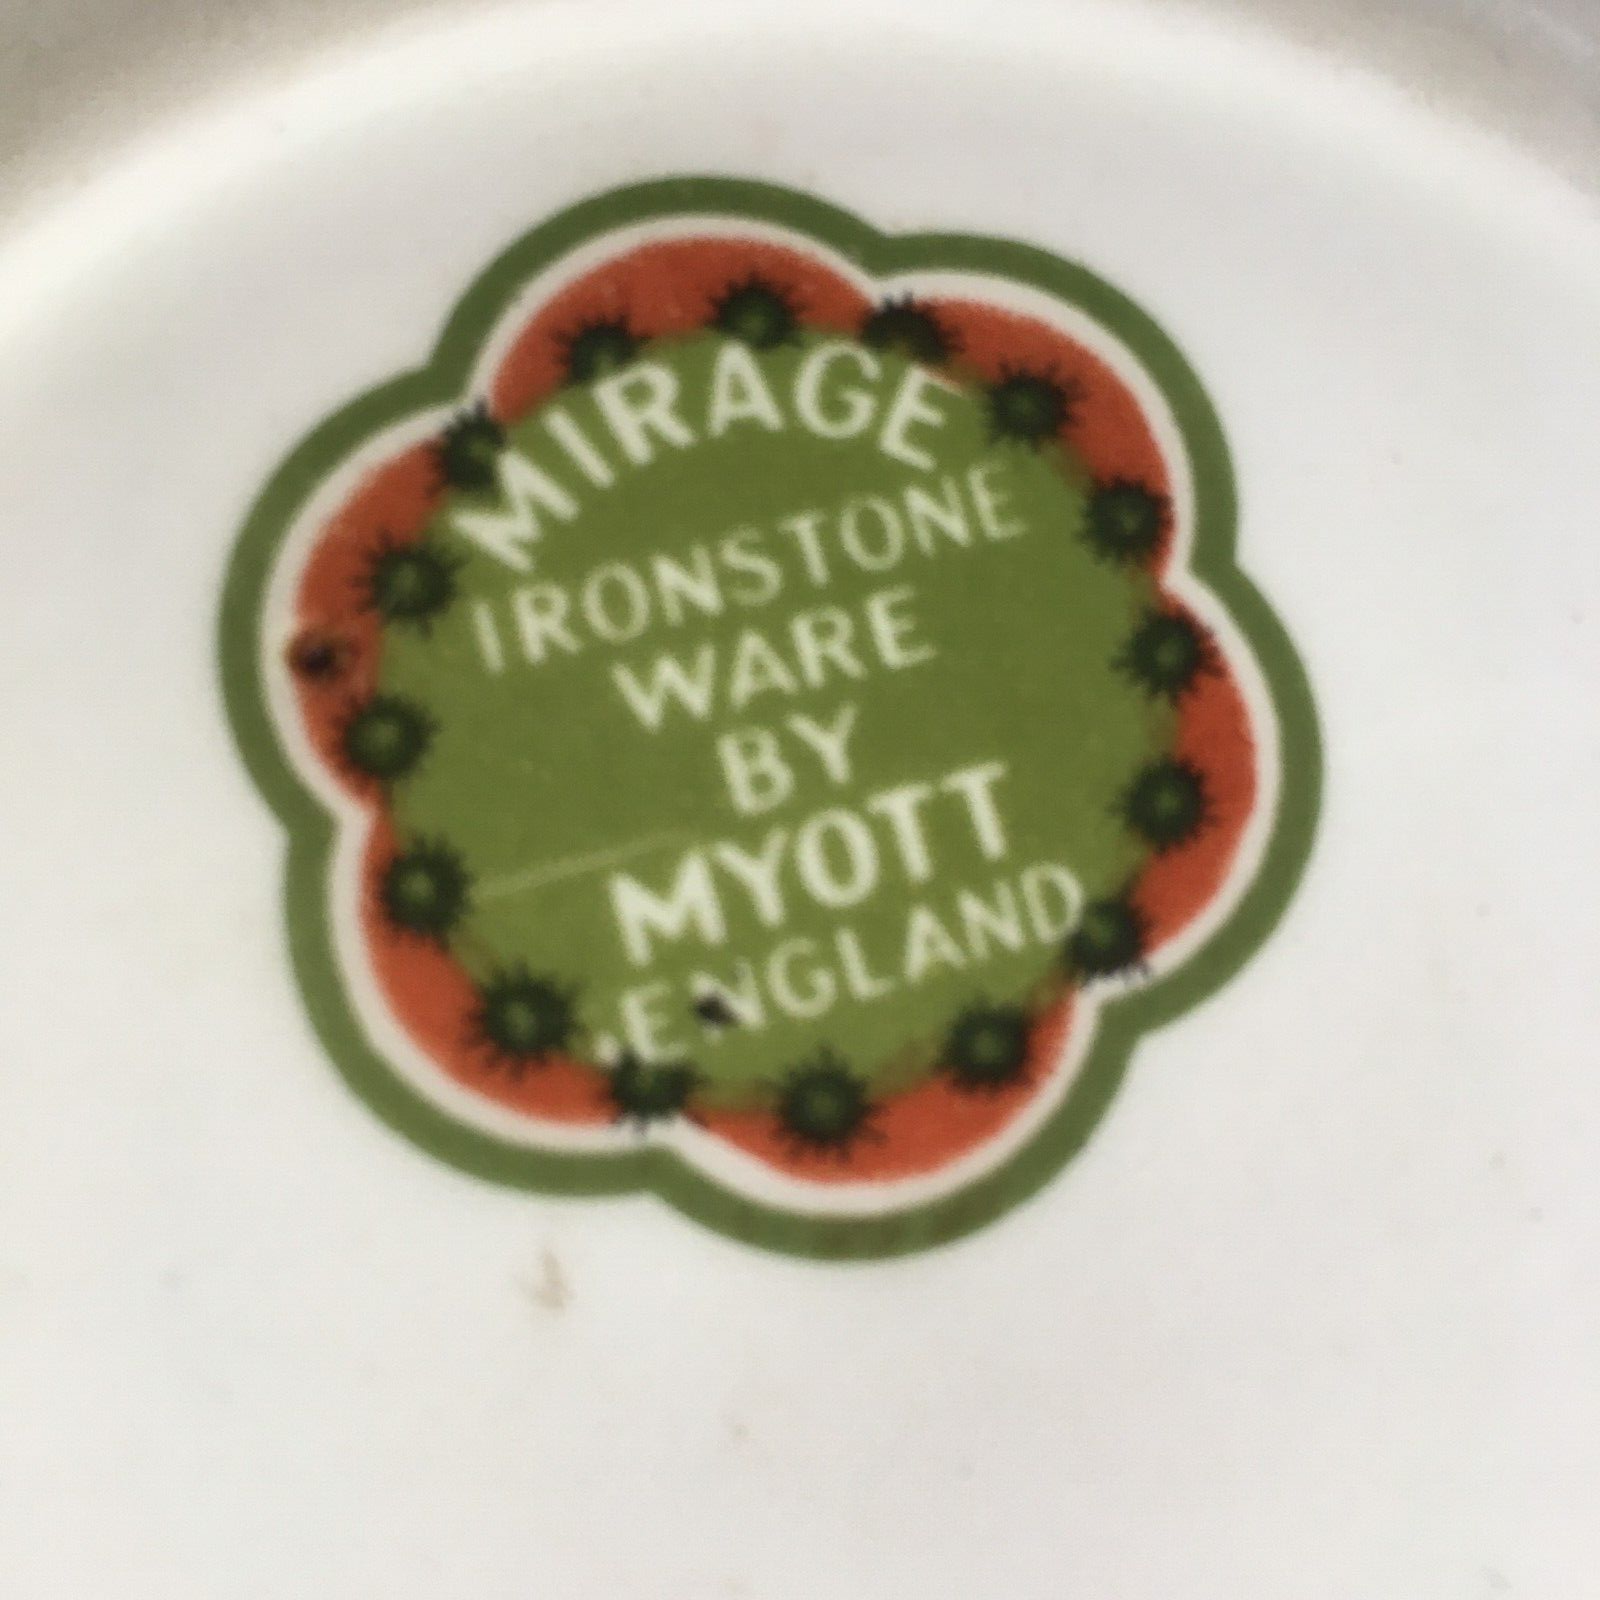 MIRAGE
IRONSTONE
WARE
BY
MYOTT
ENGLAND